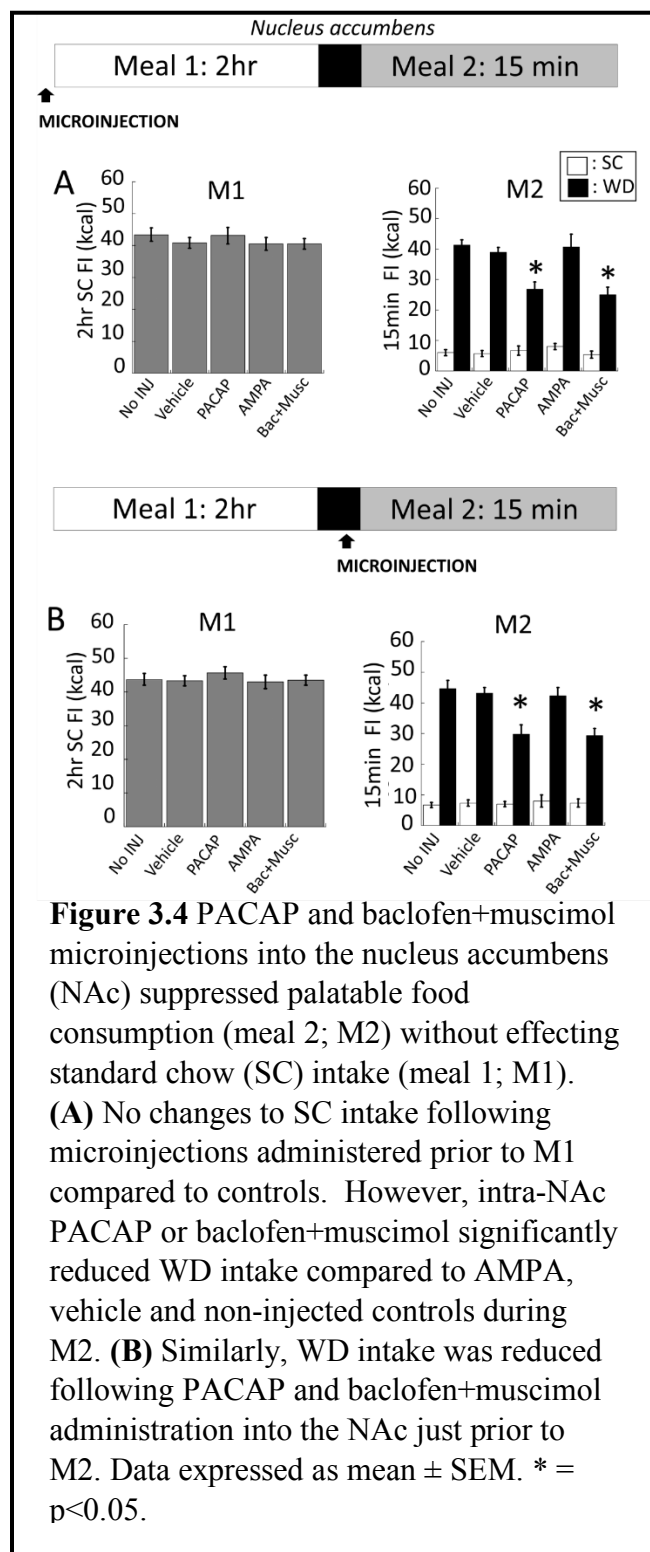 Nucleus accumbens
Meal 1: 2hr
Meal 2: 15 min
MICROINJECTION
A
M1
2hr SC FI (kcal)
60
50
40
30
20
10
0
No INJ
Vehicle
PACAP
AMPA
Bac+Musc
M2
: SC
: WD
15min FI (kcal)
60
50
40
30
20
10
0
*
*
No INJ
Vehicle
PACAP
AMPA
Bac+Musc
Meal 1: 2hr
Meal 2: 15 min
MICROINJECTION
B
M1
2hr SC FI (kcal)
60
50
40
30
20
10
0
No INJ
Vehicle
PACAP
AMPA
Bac+Musc
M2
15min FI (kcal)
60
50
40
30
20
10
0
*
*
No INJ
Vehicle
PACAP
AMPA
Bac+Musc
Figure 3.4 PACAP and baclofen+muscimol
microinjections into the nucleus accumbens
(NAc) suppressed palatable food
consumption (meal 2; M2) without effecting
standard chow (SC) intake (meal 1; M1).
(A) No changes to SC intake following
microinjections administered prior to M1
compared to controls. However, intra-NAc
PACAP or baclofen+muscimol significantly
reduced WD intake compared to AMPA,
vehicle and non-injected controls during
M2. (B) Similarly, WD intake was reduced
following PACAP and baclofen+muscimol
administration into the NAc just prior to
M2. Data expressed as mean ± SEM. * =
p<0.05.